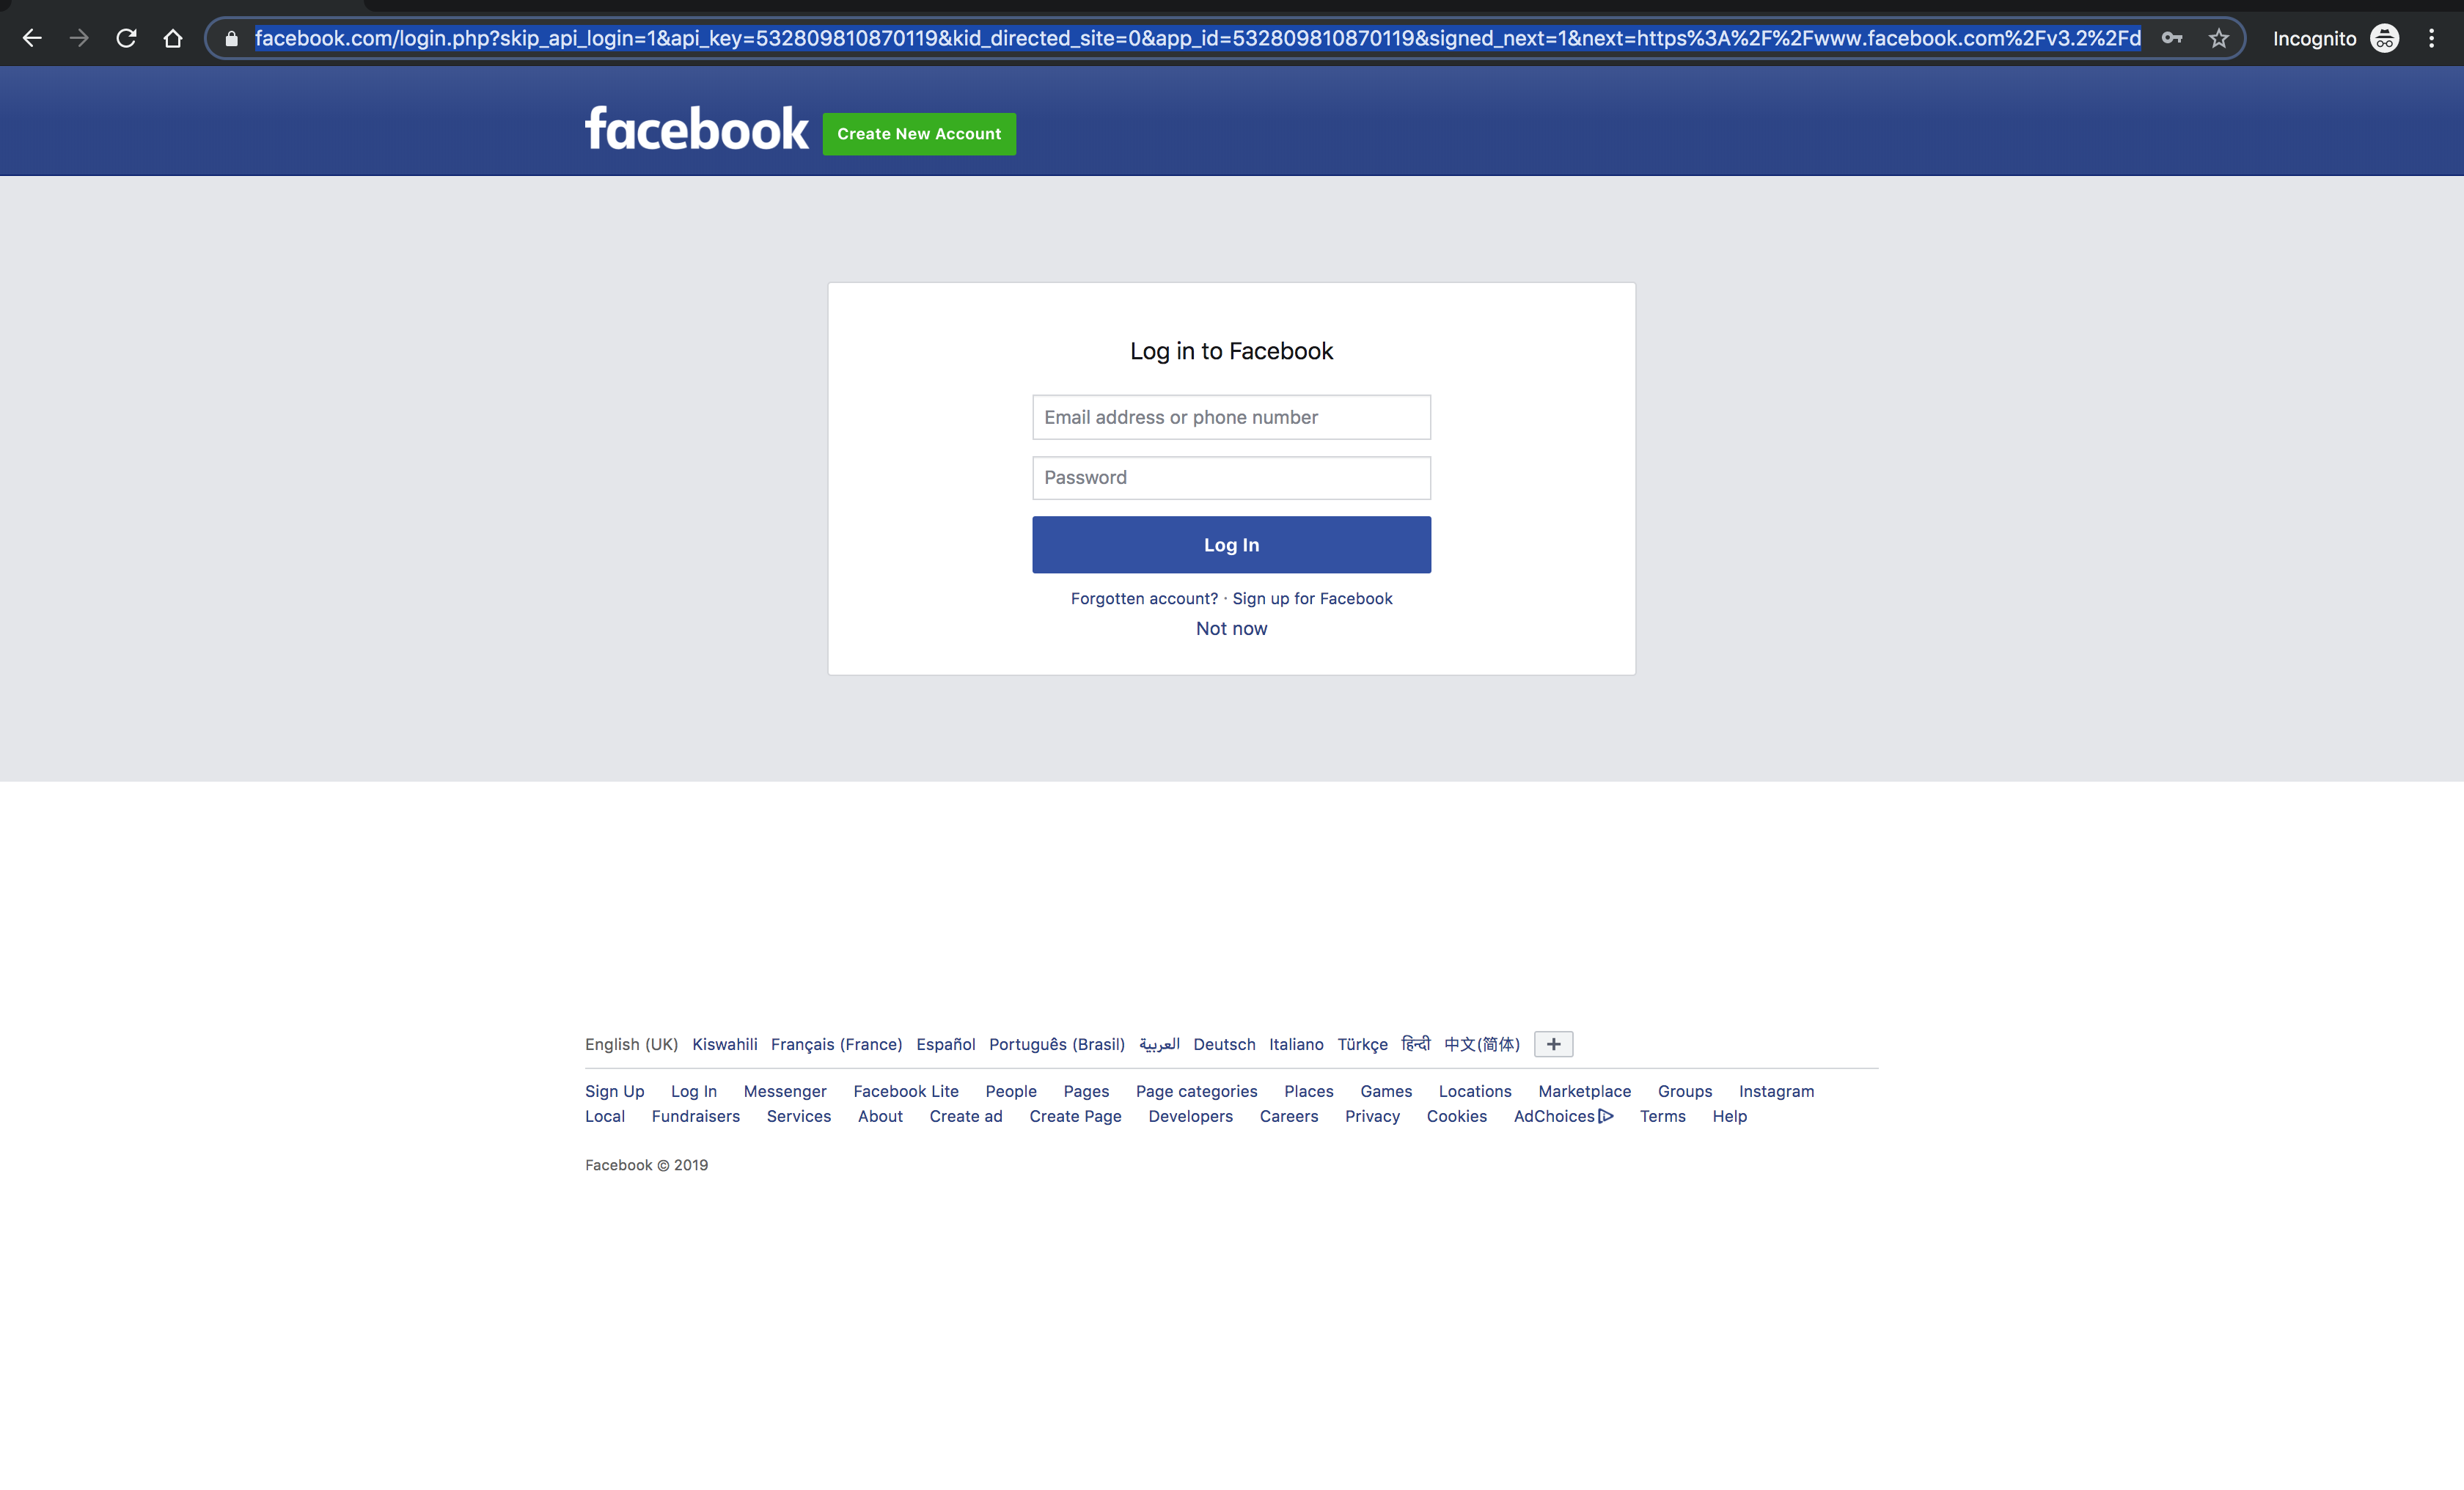 facebook.com/login.php?skip_api_login=1&api_key=532809810870119&kid_directed_site=0&app_id=532809810870119&signed_next=1&next=https%3A%2F%2Fwww.facebook.com%2Fv3.2%2Fd Incognito
facebook Create New Account
Log in to Facebook
Email address or phone number
Password
Log In
Forgotten account? · Sign up for Facebook
Not now
English (UK) Kiswahili Français (France) Español Português (Brasil) العربية Deutsch Italiano Türkçe हिन्दी 中文(简体) +
Sign Up Log In Messenger Facebook Lite People Pages Page categories Places Games Locations Marketplace Groups Instagram
Local Fundraisers Services About Create ad Create Page Developers Careers Privacy Cookies AdChoices Terms Help
Facebook © 2019